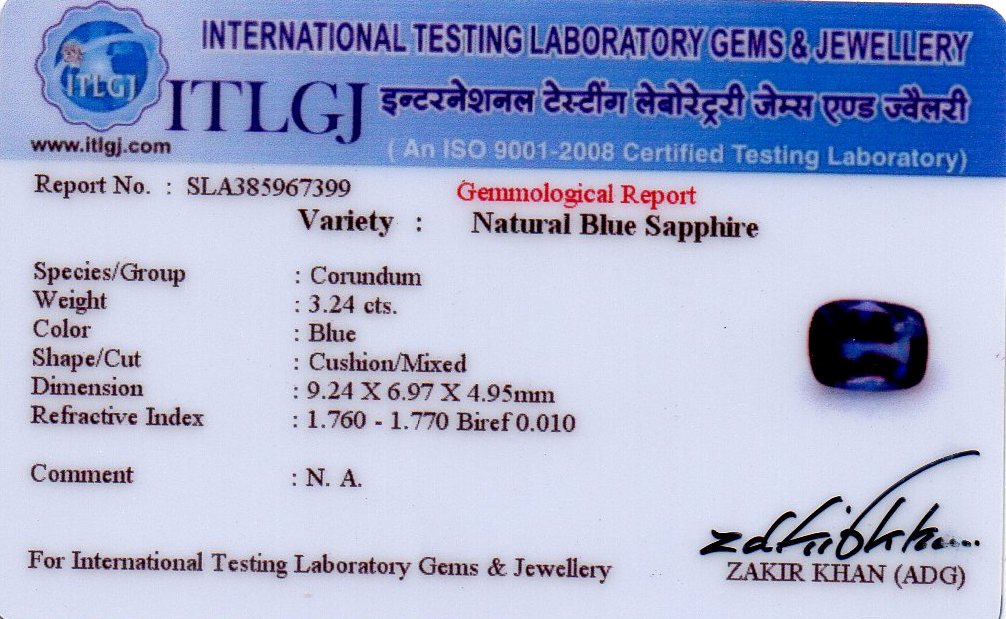 INTERNATIONAL TESTING LABORATORY GEMS & JEWELLERY
ITLGJ
ITLGJ
इन्टरनेशनल टेस्टींग लेबोरेट्ररी जेम्स एण्ड ज्वैलरी
www.itlgj.com
( An ISO 9001-2008 Certified Testing Laboratory)
Report No. : SLA385967399
Gemmological Report
Variety : Natural Blue Sapphire
Species/Group : Corundum
Weight : 3.24 cts.
Color : Blue
Shape/Cut : Cushion/Mixed
Dimension : 9.24 X 6.97 X 4.95mm
Refractive Index : 1.760 - 1.770 Biref 0.010
Comment : N. A.
For International Testing Laboratory Gems & Jewellery
ZAKIR KHAN (ADG)